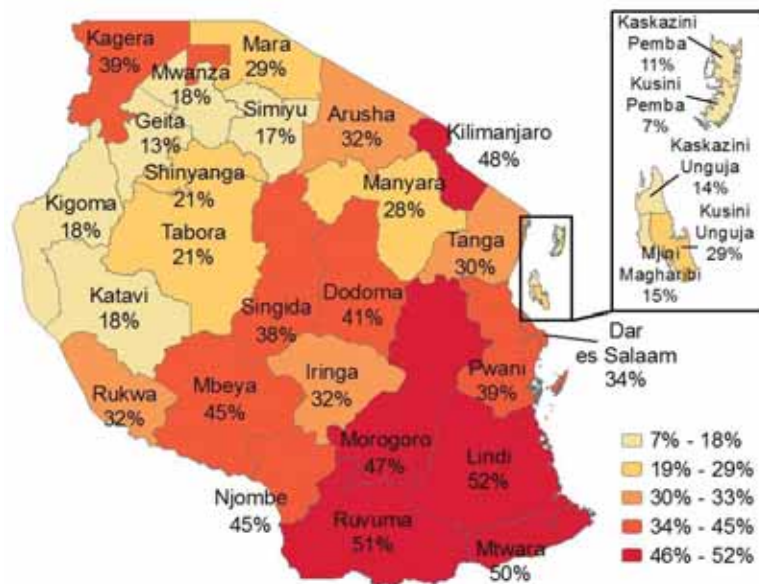 Kagera
39%
Mara
29%
Mwanza
18%
Simiyu
17%
Geita
13%
Arusha
32%
Kilimanjaro
48%
Shinyanga
21%
Kigoma
18%
Tabora
21%
Manyara
28%
Tanga
30%
Katavi
18%
Singida
38%
Dodoma
41%
Rukwa
32%
Mbeya
45%
Iringa
32%
Pwani
39%
Dar
es Salaam
34%
Morogoro
47%
Lindi
52%
Njombe
45%
Ruvuma
51%
Mtwara
50%
Kaskazini
Pemba
11%
Kusini
Pemba
7%
Kaskazini
Unguja
14%
Kusini
Unguja
29%
Mjini
Magharibi
15%
7% - 18%
19% - 29%
30% - 33%
34% - 45%
46% - 52%